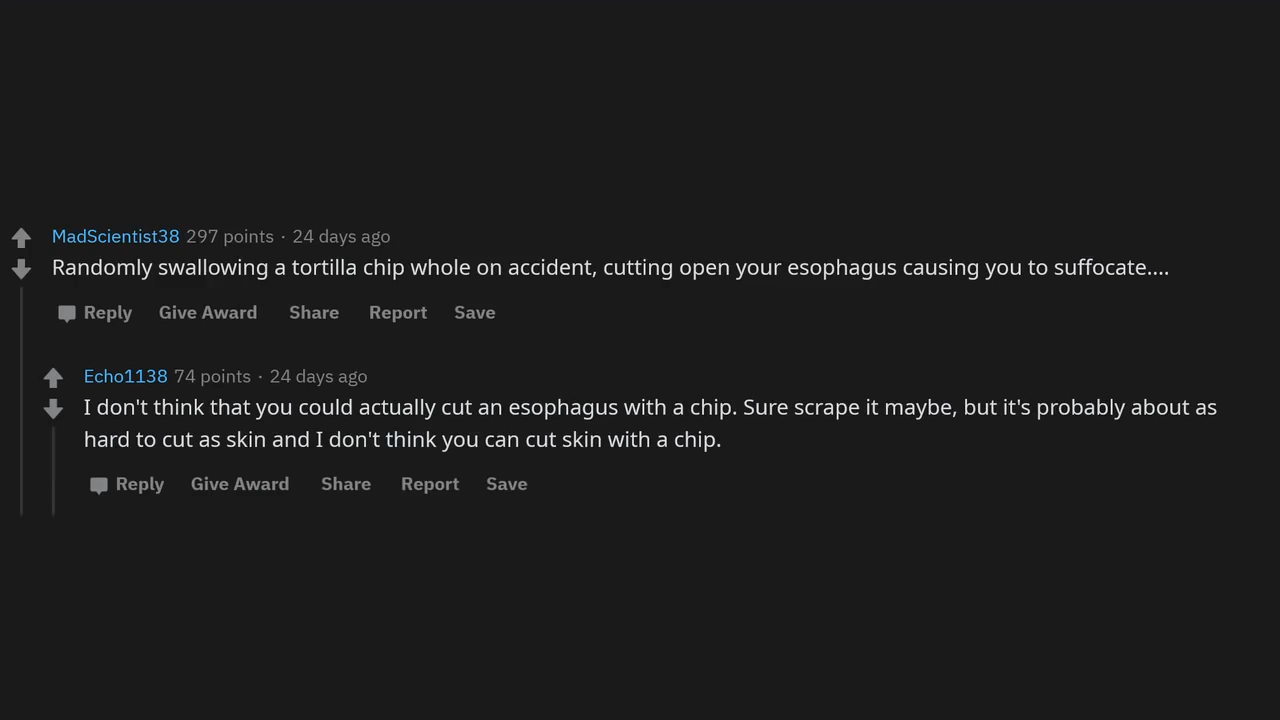 MadScientist38 297 points · 24 days ago
Randomly swallowing a tortilla chip whole on accident, cutting open your esophagus causing you to suffocate....
Reply Give Award Share Report Save
Echo1138 74 points · 24 days ago
I don't think that you could actually cut an esophagus with a chip. Sure scrape it maybe, but it's probably about as
hard to cut as skin and I don't think you can cut skin with a chip.
Reply Give Award Share Report Save